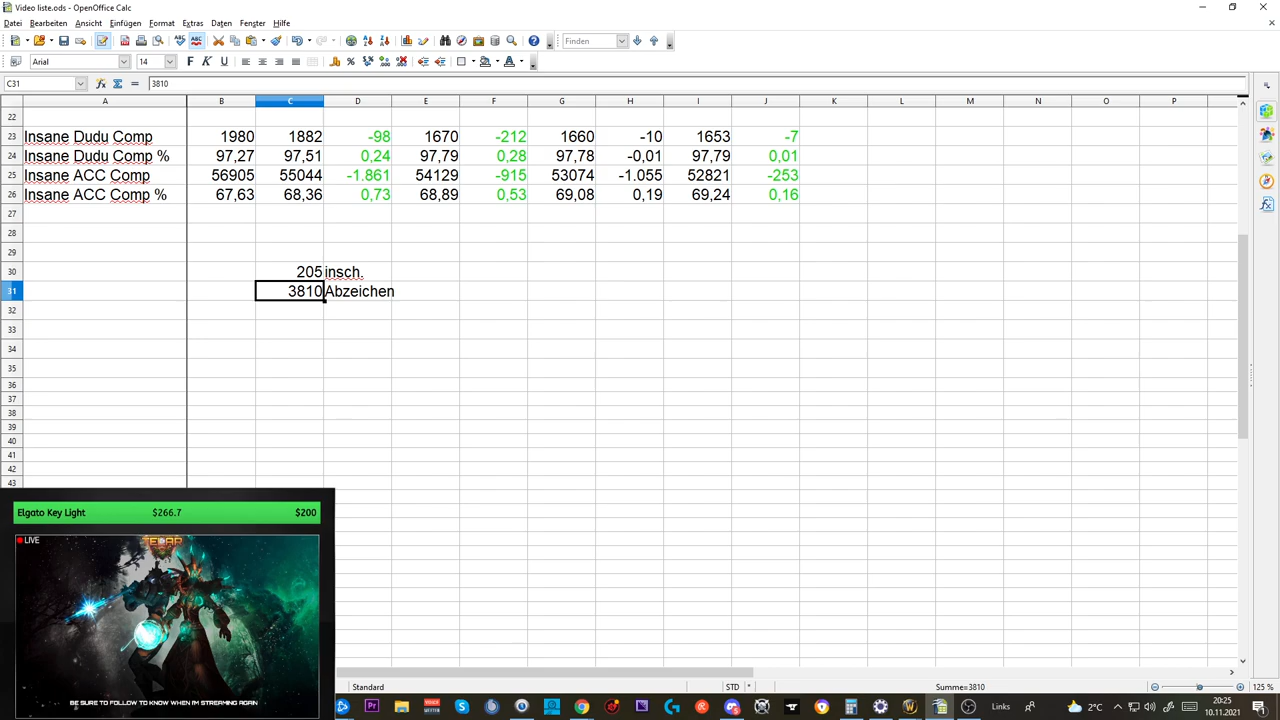 Video liste.ods - OpenOffice Calc
Datei Bearbeiten Ansicht Einfügen Format Extras Daten Fenster Hilfe
Finden
Arial 14 F K U
C31 3810
A B C D E F G H I J K L M N O P
22
23 Insane Dudu Comp 1980 1882 -98 1670 -212 1660 -10 1653 -7
24 Insane Dudu Comp % 97,27 97,51 0,24 97,79 0,28 97,78 -0,01 97,79 0,01
25 Insane ACC Comp 56905 55044 -1.861 54129 -915 53074 -1.055 52821 -253
26 Insane ACC Comp % 67,63 68,36 0,73 68,89 0,53 69,08 0,19 69,24 0,16
27
28
29
30 205 insch.
31 3810 Abzeichen
32
33
34
35
36
37
38
39
40
41
42
43
Elgato Key Light $266.7 $200
LIVE
BE SURE TO FOLLOW TO KNOW WHEN I'M STREAMING AGAIN
Standard STD * Summe=3810 125 %
2°C Links 20:25
10.11.2021